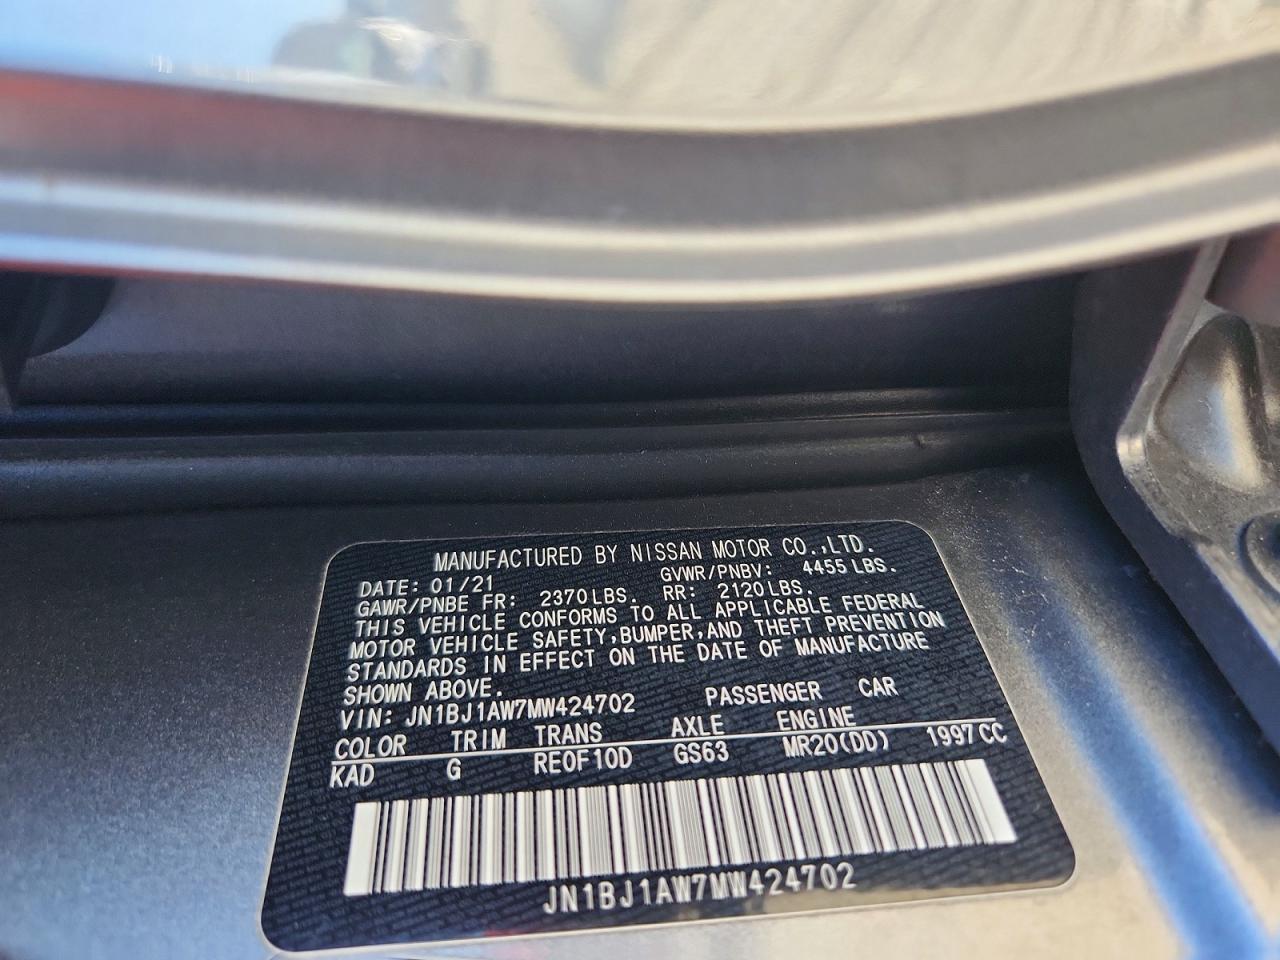 MANUFACTURED BY NISSAN MOTOR CO.,LTD.
DATE: 01/21 GVWR/PNBV: 4455 LBS.
GAWR/PNBE FR: 2370LBS. RR: 2120LBS.
THIS VEHICLE CONFORMS TO ALL APPLICABLE FEDERAL
MOTOR VEHICLE SAFETY,BUMPER,AND THEFT PREVENTION
STANDARDS IN EFFECT ON THE DATE OF MANUFACTURE
SHOWN ABOVE.
VIN: JN1BJ1AW7MW424702 PASSENGER CAR
COLOR TRIM TRANS AXLE ENGINE
KAD G RE0F10D GS63 MR20(DD) 1997CC
JN1BJ1AW7MW424702